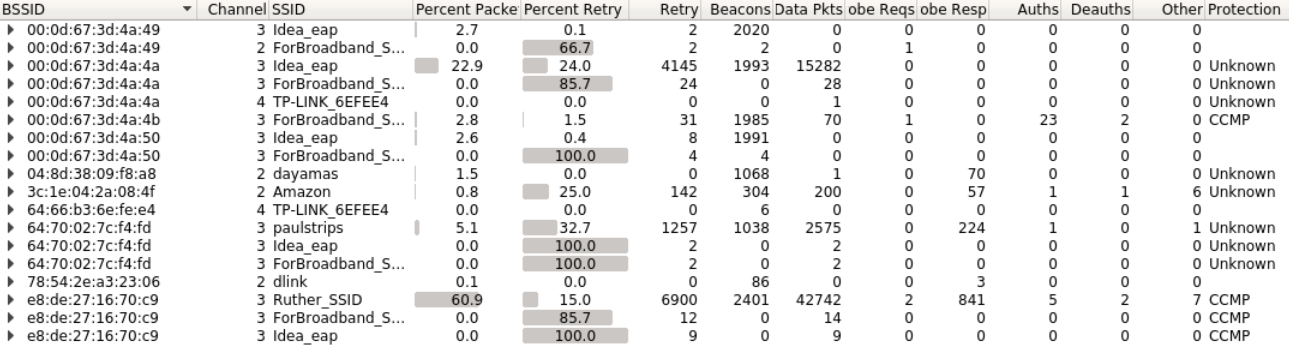 BSSID Channel SSID Percent Packe Percent Retry Retry Beacons Data Pkts obe Reqs obe Resp Auths Deauths Other Protection
00:0d:67:3d:4a:49 3 Idea_eap 2.7 0.1 2 2020 0 0 0 0 0 0
00:0d:67:3d:4a:49 2 ForBroadband_S... 0.0 66.7 2 2 0 1 0 0 0 0
00:0d:67:3d:4a:4a 3 Idea_eap 22.9 24.0 4145 1993 15282 0 0 0 0 0 Unknown
00:0d:67:3d:4a:4a 3 ForBroadband_S... 0.0 85.7 24 0 28 0 0 0 0 0 Unknown
00:0d:67:3d:4a:4a 4 TP-LINK_6EFEE4 0.0 0.0 0 0 1 0 0 0 0 0 Unknown
00:0d:67:3d:4a:4b 3 ForBroadband_S... 2.8 1.5 31 1985 70 1 0 23 2 0 CCMP
00:0d:67:3d:4a:50 3 Idea_eap 2.6 0.4 8 1991 0 0 0 0 0 0
00:0d:67:3d:4a:50 3 ForBroadband_S... 0.0 100.0 4 4 0 0 0 0 0 0
04:8d:38:09:f8:a8 2 dayamas 1.5 0.0 0 1068 1 0 70 0 0 0 Unknown
3c:1e:04:2a:08:4f 2 Amazon 0.8 25.0 142 304 200 0 57 1 1 6 Unknown
64:66:b3:6e:fe:e4 4 TP-LINK_6EFEE4 0.0 0.0 0 6 0 0 0 0 0 0
64:70:02:7c:f4:fd 3 paulstrips 5.1 32.7 1257 1038 2575 0 224 1 0 1 Unknown
64:70:02:7c:f4:fd 3 Idea_eap 0.0 100.0 2 0 2 0 0 0 0 0 Unknown
64:70:02:7c:f4:fd 3 ForBroadband_S... 0.0 100.0 2 0 2 0 0 0 0 0 Unknown
78:54:2e:a3:23:06 2 dlink 0.1 0.0 0 86 0 0 3 0 0 0
e8:de:27:16:70:c9 3 Ruther_SSID 60.9 15.0 6900 2401 42742 2 841 5 2 7 CCMP
e8:de:27:16:70:c9 3 ForBroadband_S... 0.0 85.7 12 0 14 0 0 0 0 0 CCMP
e8:de:27:16:70:c9 3 Idea_eap 0.0 100.0 9 0 9 0 0 0 0 0 CCMP